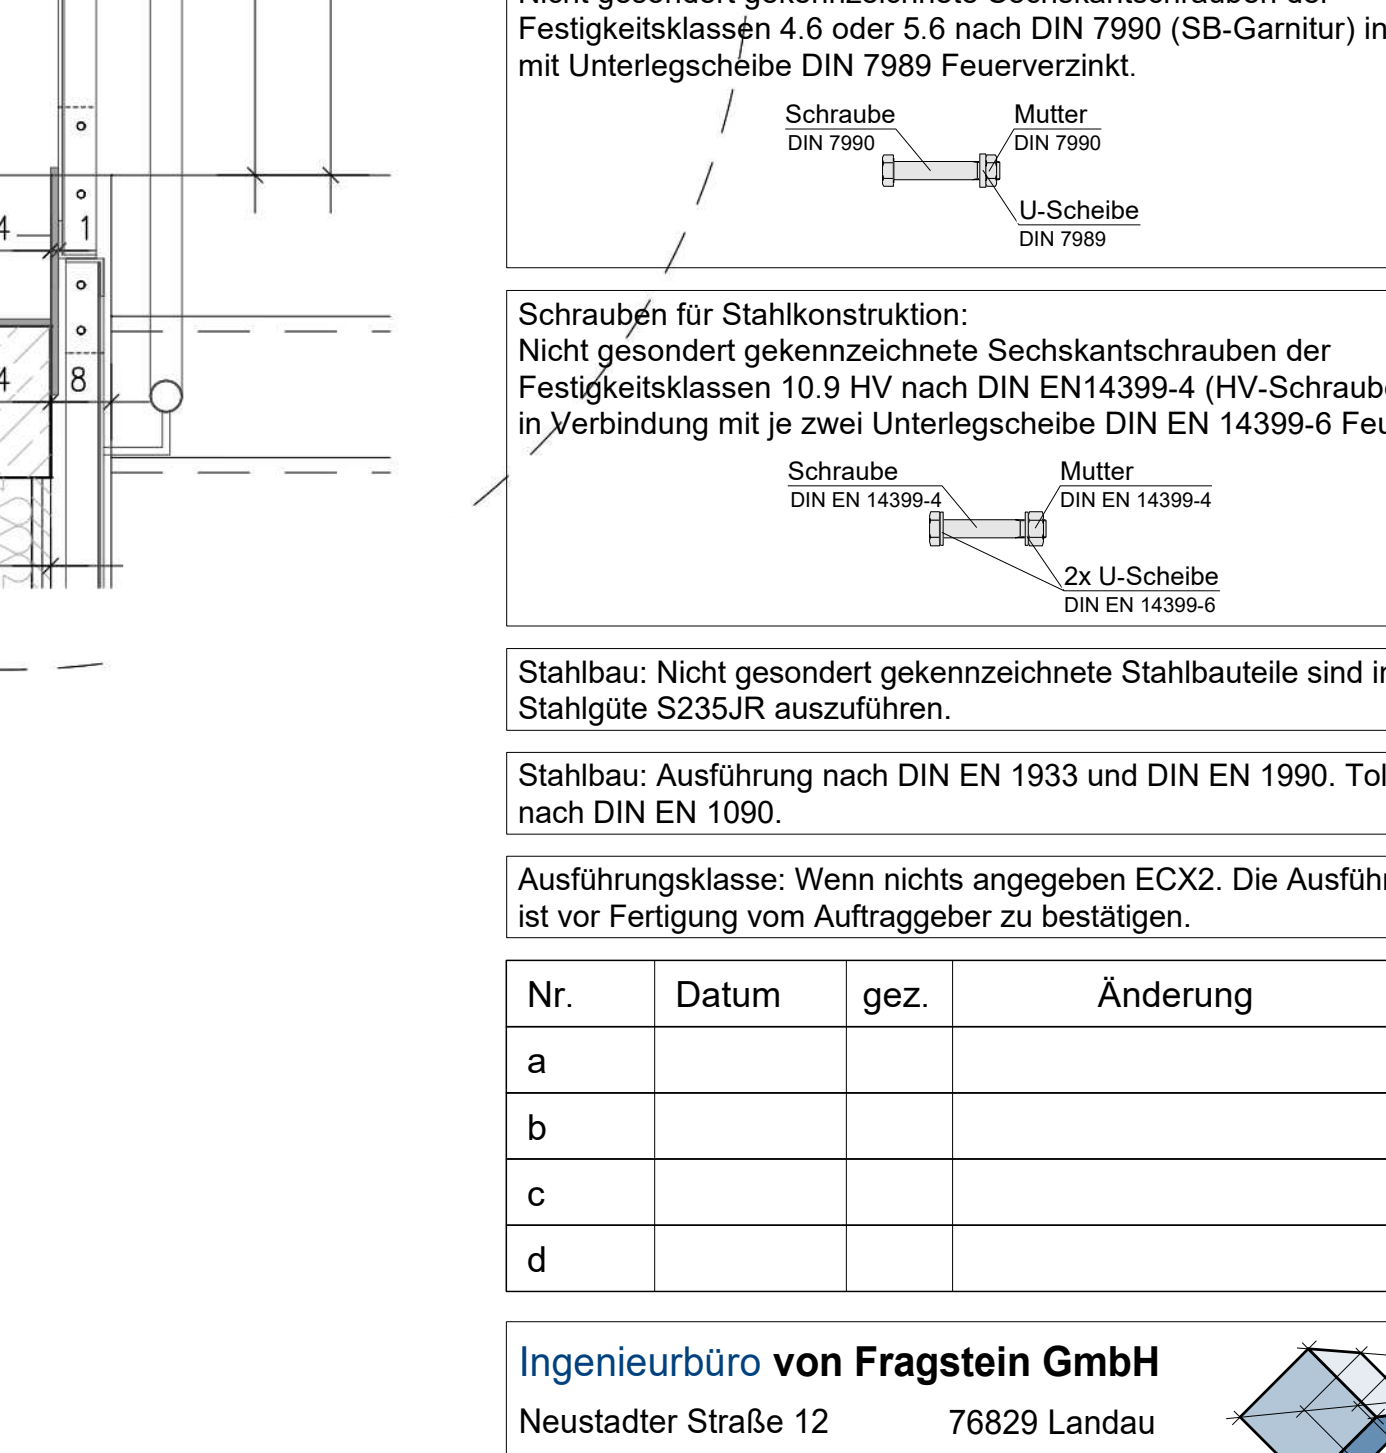 Festigkeitsklassen 4.6 oder 5.6 nach DIN 7990 (SB-Garnitur) in
mit Unterlegscheibe DIN 7989 Feuerverzinkt.
Schraube
DIN 7990
Mutter
DIN 7990
U-Scheibe
DIN 7989
4
1
4
8
Schrauben für Stahlkonstruktion:
Nicht gesondert gekennzeichnete Sechskantschrauben der
Festigkeitsklassen 10.9 HV nach DIN EN14399-4 (HV-Schraube
in Verbindung mit je zwei Unterlegscheibe DIN EN 14399-6 Feu
Schraube
DIN EN 14399-4
Mutter
DIN EN 14399-4
2x U-Scheibe
DIN EN 14399-6
Stahlbau: Nicht gesondert gekennzeichnete Stahlbauteile sind in
Stahlgüte S235JR auszuführen.
Stahlbau: Ausführung nach DIN EN 1933 und DIN EN 1990. Tol
nach DIN EN 1090.
Ausführungsklasse: Wenn nichts angegeben ECX2. Die Ausführ
ist vor Fertigung vom Auftraggeber zu bestätigen.
Nr. Datum gez. Änderung
a
b
c
d
Ingenieurbüro von Fragstein GmbH
Neustadter Straße 12 76829 Landau